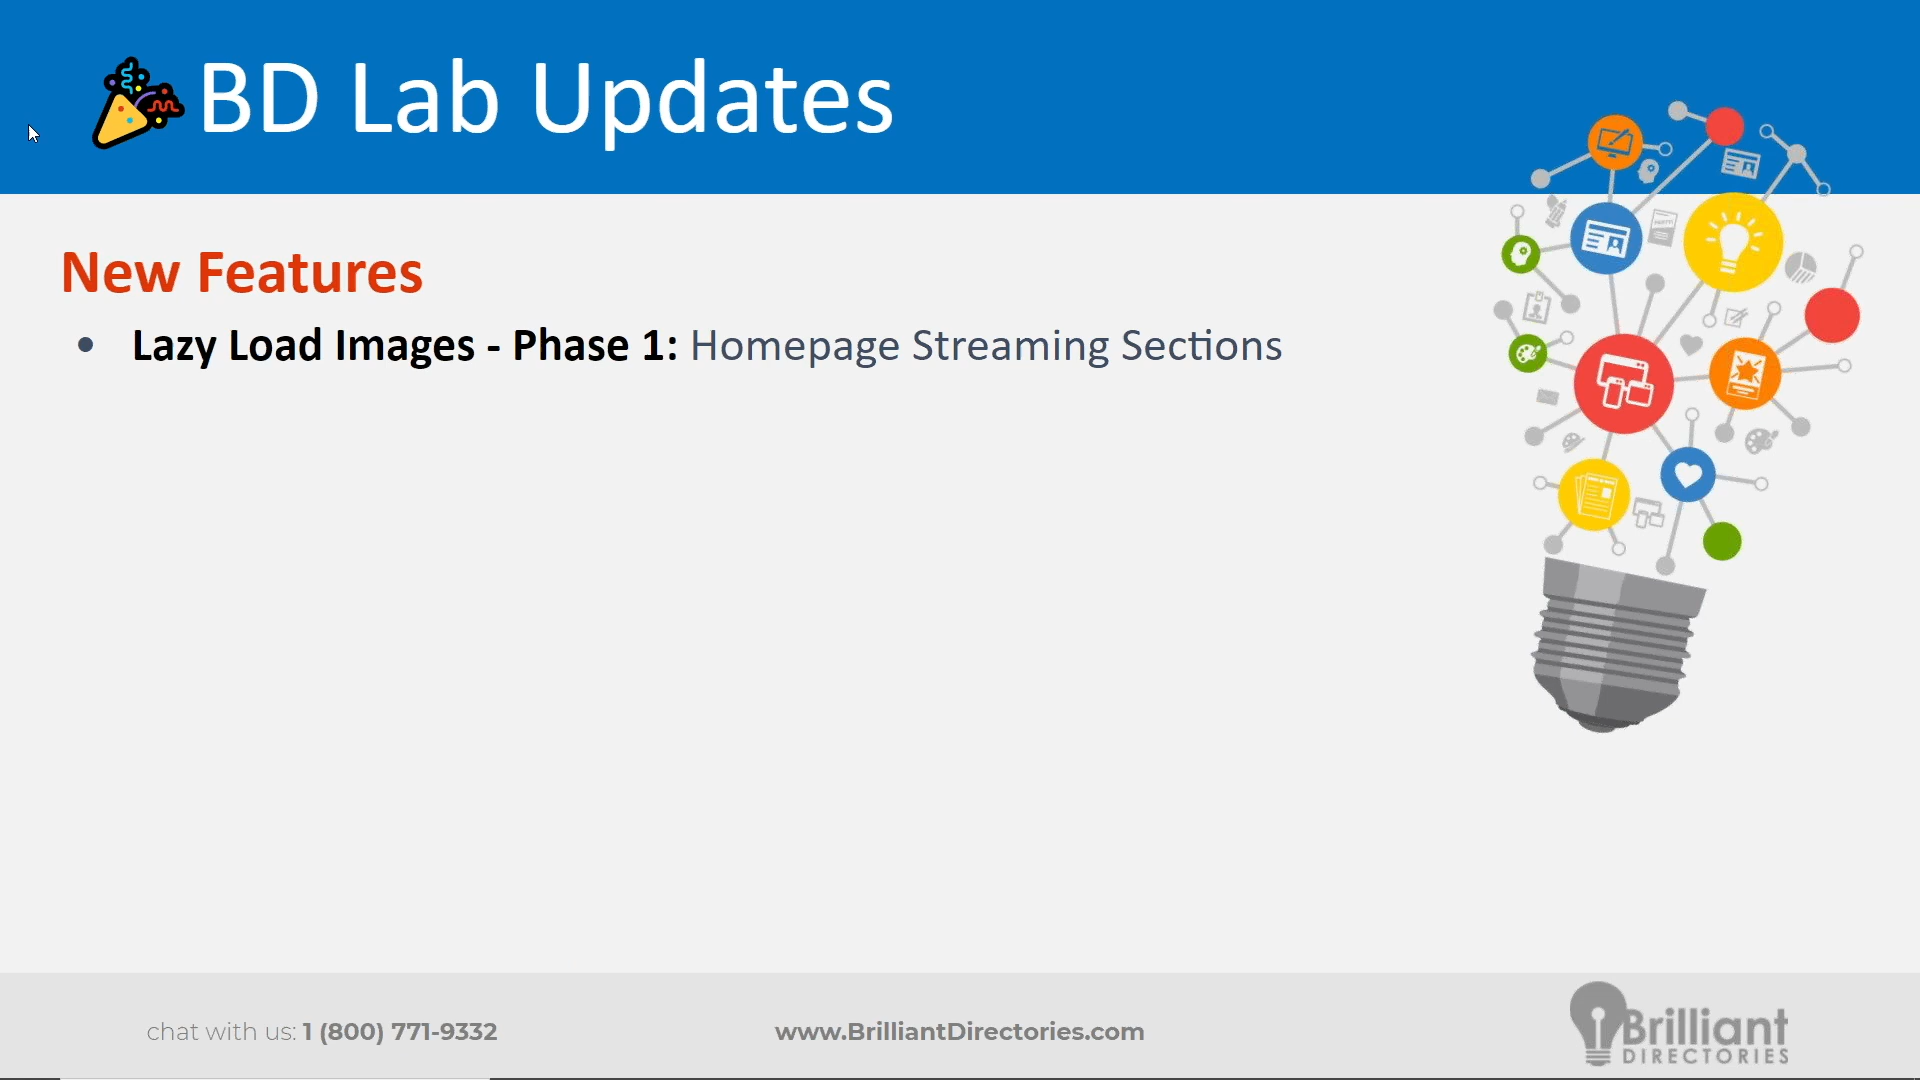 BD Lab Updates
New Features
• Lazy Load Images - Phase 1: Homepage Streaming Sections
chat with us: 1 (800) 771-9332
www.BrilliantDirectories.com
Brilliant
DIRECTORIES